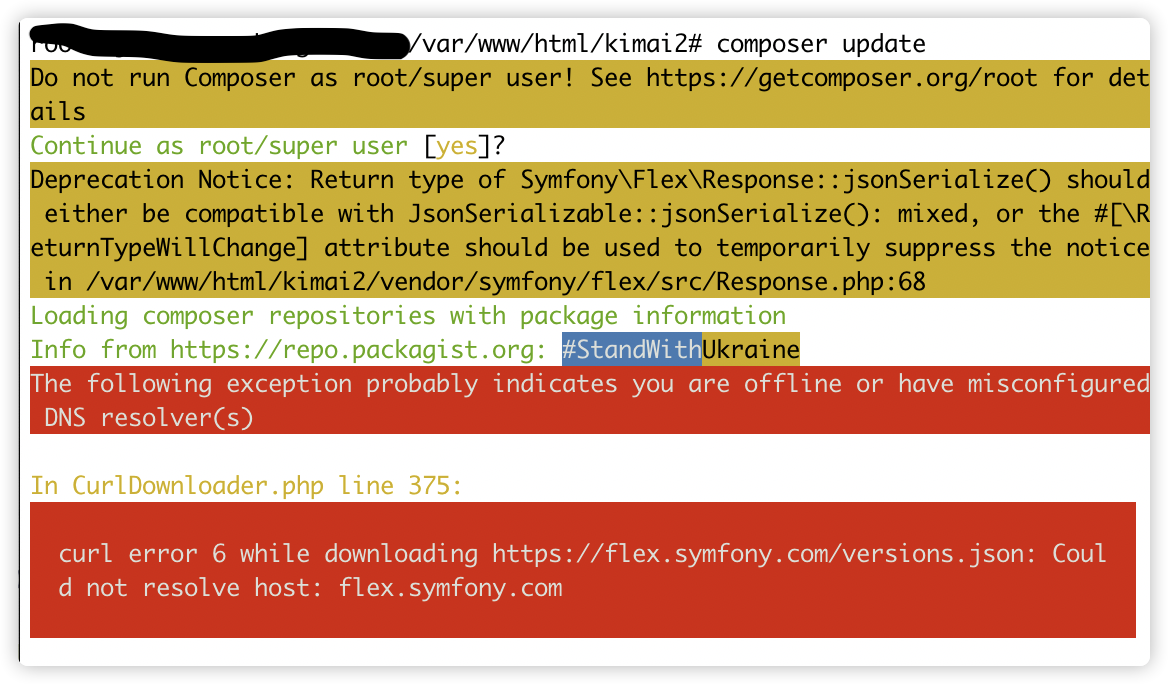 /var/www/html/kimai2# composer update
Do not run Composer as root/super user! See https://getcomposer.org/root for det
ails
Continue as root/super user [yes]?
Deprecation Notice: Return type of Symfony\Flex\Response::jsonSerialize() should
either be compatible with JsonSerializable::jsonSerialize(): mixed, or the #[\R
eturnTypeWillChange] attribute should be used to temporarily suppress the notice
in /var/www/html/kimai2/vendor/symfony/flex/src/Response.php:68
Loading composer repositories with package information
Info from https://repo.packagist.org: #StandWithUkraine
The following exception probably indicates you are offline or have misconfigured
DNS resolver(s)
In CurlDownloader.php line 375:
curl error 6 while downloading https://flex.symfony.com/versions.json: Coul
d not resolve host: flex.symfony.com